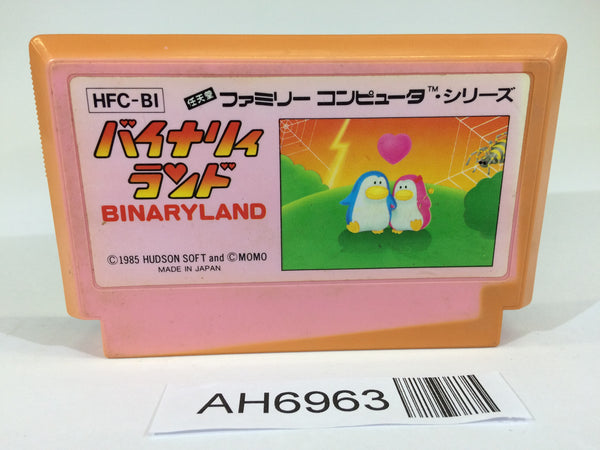 HFC-BI
任天堂 ファミリー コンピュータ™・シリーズ
バイナリィ
ランド
BINARYLAND
©1985 HUDSON SOFT and ©MOMO
MADE IN JAPAN
AH6963